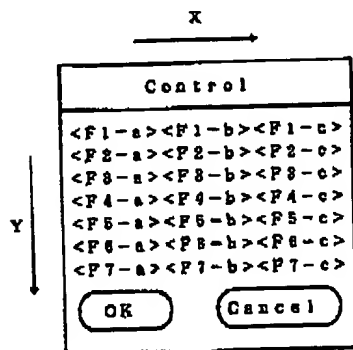 X
Control
<F1-a><F1-b><F1-c>
<F2-a><F2-b><F2-c>
<F3-a><F3-b><F3-c>
<F4-a><F4-b><F4-c>
Y
<F5-a><F5-b><F5-c>
<F6-a><F6-b><F6-c>
<F7-a><F7-b><F7-c>
OK Cancel